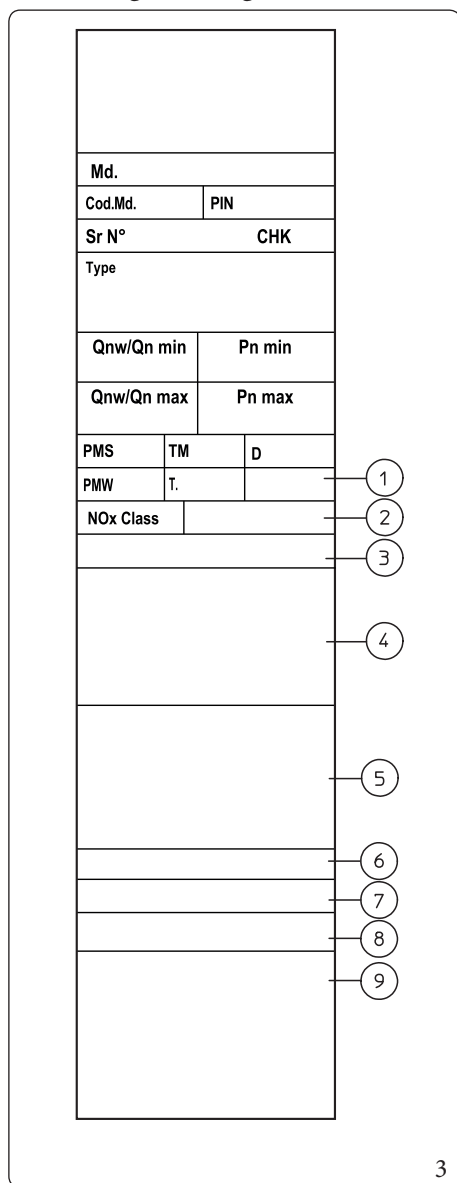 Md.
Cod.Md. PIN
Sr N° CHK
Type
Qnw/Qn min Pn min
Qnw/Qn max Pn max
PMS TM D
PMW T. 1
NOx Class 2
3
4
5
6
7
8
9
3